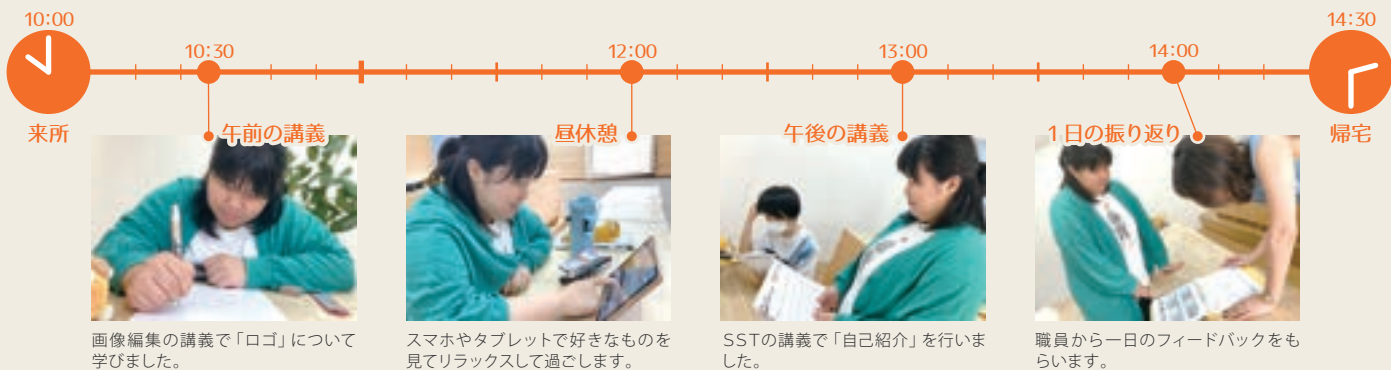 10:00
来所
10:30
午前の講義
画像編集の講義で「ロゴ」について
学びました。
12:00
昼休憩
スマホやタブレットで好きなものを
見てリラックスして過ごします。
13:00
午後の講義
SSTの講義で「自己紹介」を行いま
した。
14:00
1日の振り返り
職員から一日のフィードバックをも
らいます。
14:30
帰宅